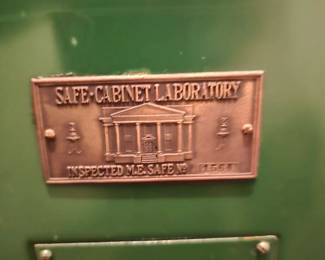 SAFE-CABINET LABORATORY
INSPECTED M.E. SAFE No